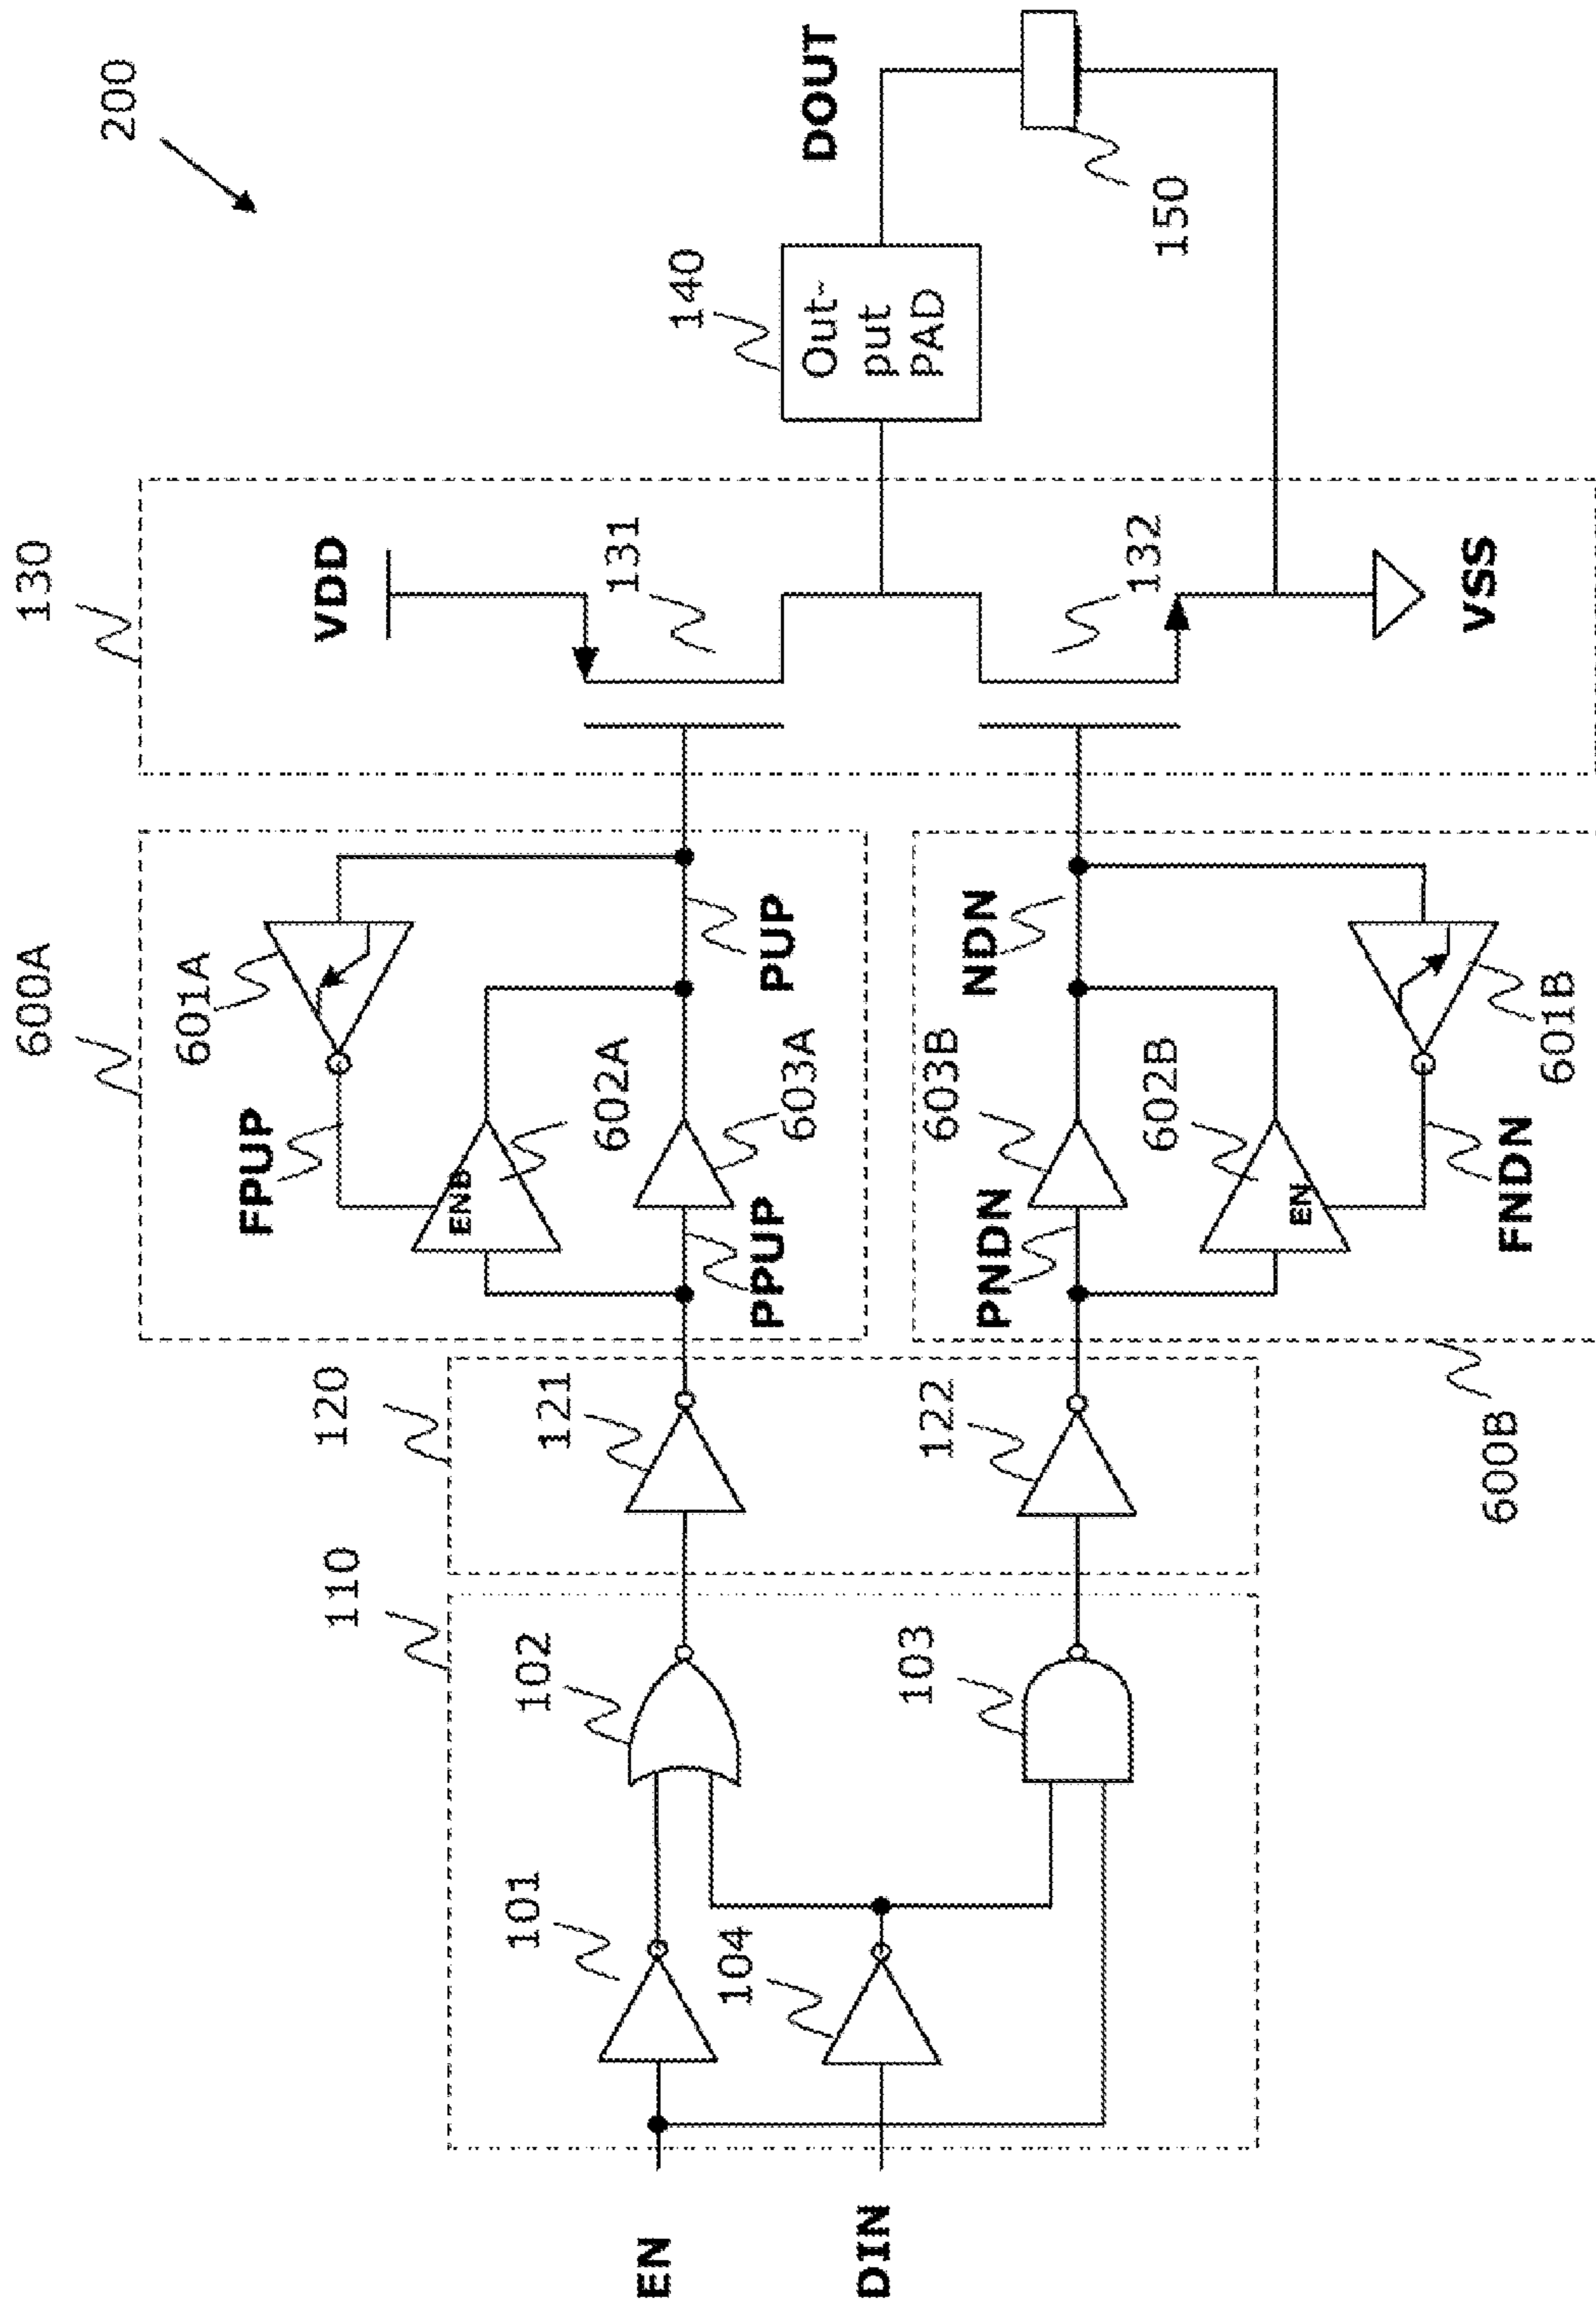 200
130
VDD
131
132
VSS
140
Out~
put
PAD
DOUT
150
600A
601A
FPUP
ENB
602A
603A
PUP
PPUP
NDN
603B
PNDN
602B
EN
601B
FNDN
600B
120
121
122
110
102
103
101
104
EN
DIN